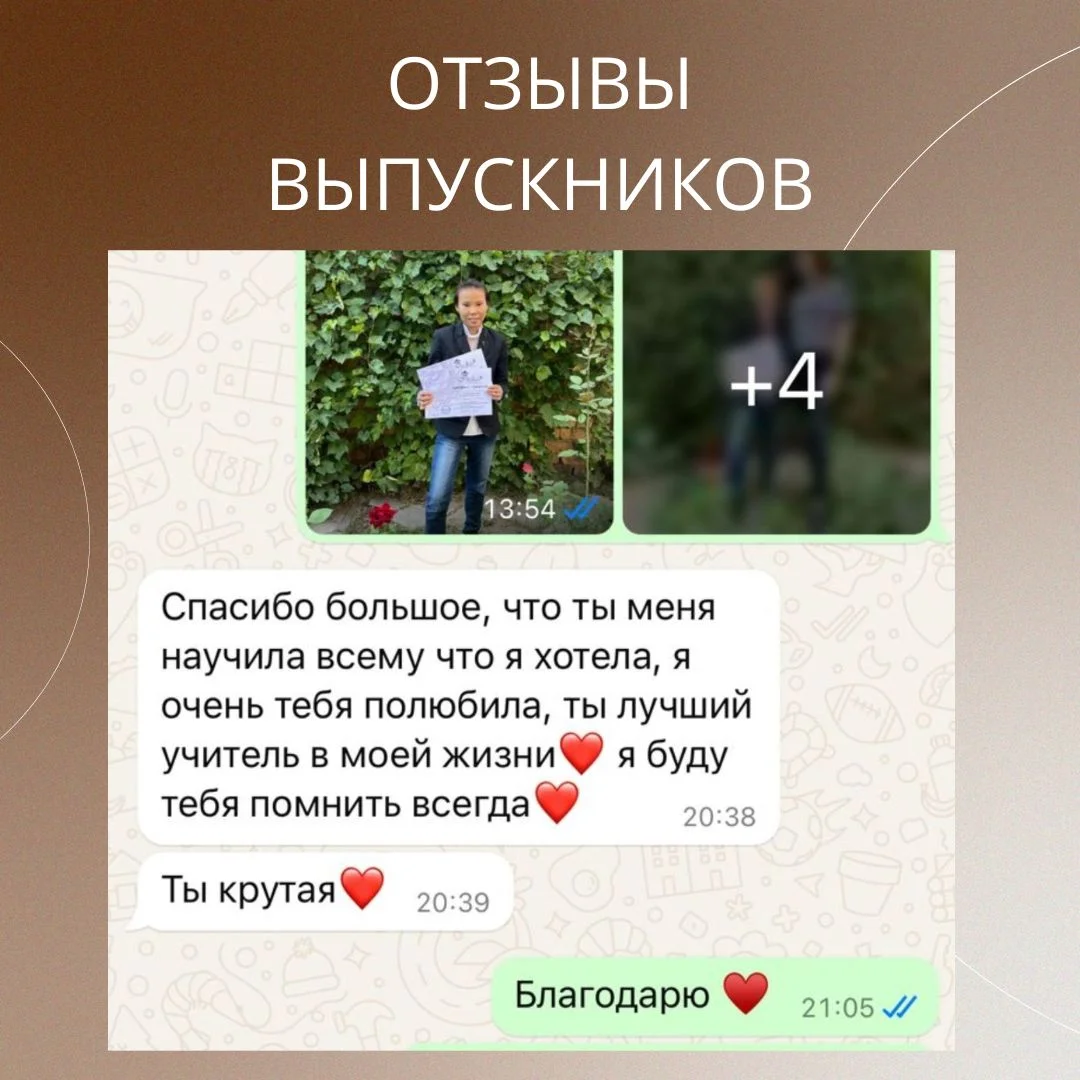 ОТЗЫВЫ
ВЫПУСКНИКОВ
+4
13:54
Спасибо большое, что ты меня
научила всему что я хотела, я
очень тебя полюбила, ты лучший
учитель в моей жизни❤️ я буду
тебя помнить всегда❤️
20:38
Ты крутая❤️ 20:39
Благодарю ❤️ 21:05